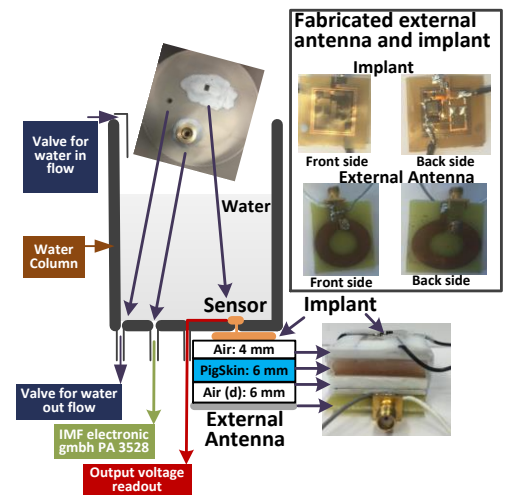 Fabricated external
antenna and implant
Implant
Front side
Back side
External Antenna
Front side
Back side
Valve for
water in
flow
Water
Water
Column
Sensor
Implant
Air: 4 mm
PigSkin: 6 mm
Air (d): 6 mm
External
Antenna
Valve for water
out flow
IMF electronic
gmbh PA 3528
Output voltage
readout